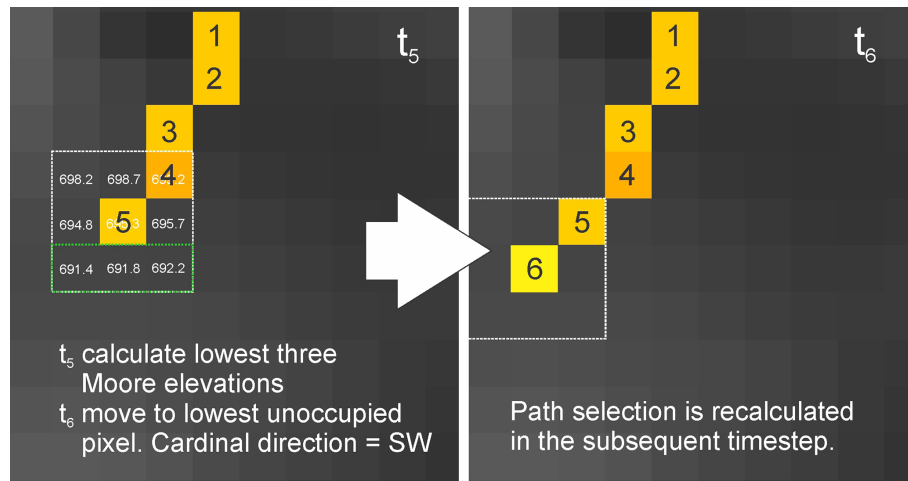 t5
1
2
3
698.2 698.7 4
694.8 5 695.7
691.4 691.8 692.2
t5 calculate lowest three
Moore elevations
t6 move to lowest unoccupied
pixel. Cardinal direction = SW
t6
1
2
3
4
5
6
Path selection is recalculated
in the subsequent timestep.